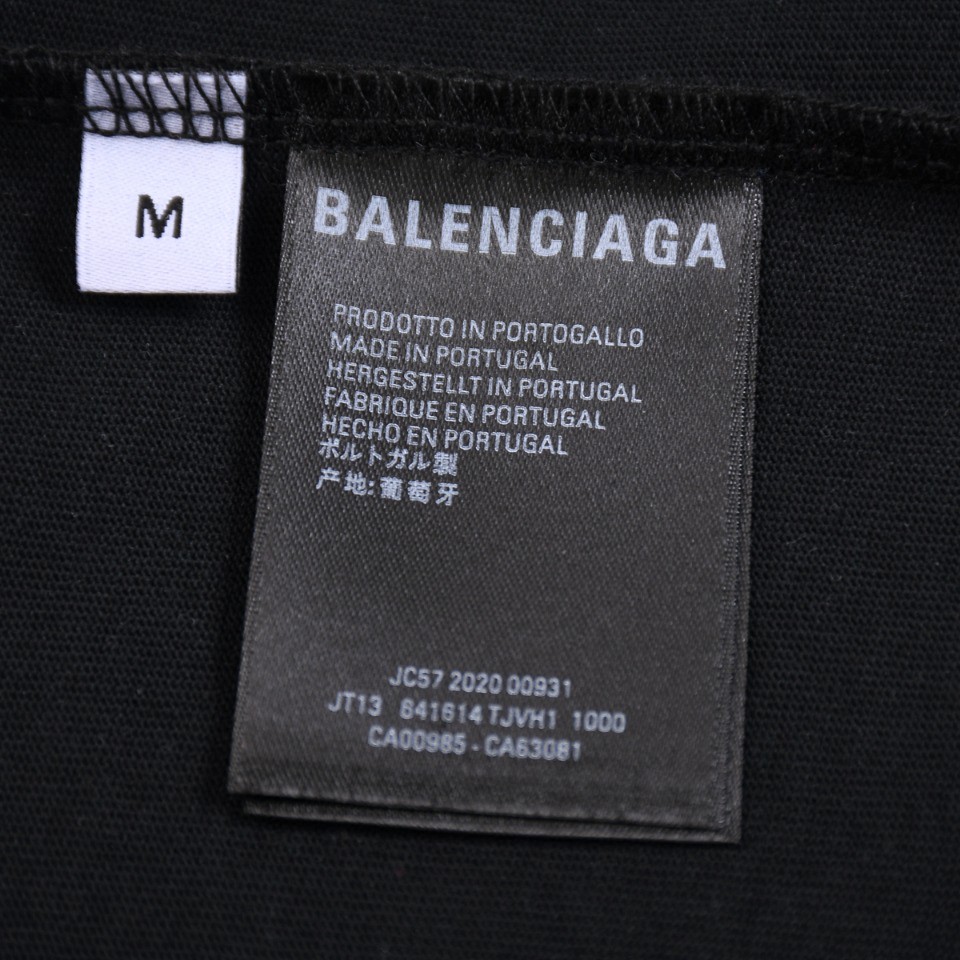 M
BALENCIAGA
PRODOTTO IN PORTOGALLO
MADE IN PORTUGAL
HERGESTELLT IN PORTUGAL
FABRIQUE EN PORTUGAL
HECHO EN PORTUGAL
ポルトガル製
产地:葡萄牙
JC57 2020 00931
JT13 641614 TJVH1 1000
CA00985 - CA63081